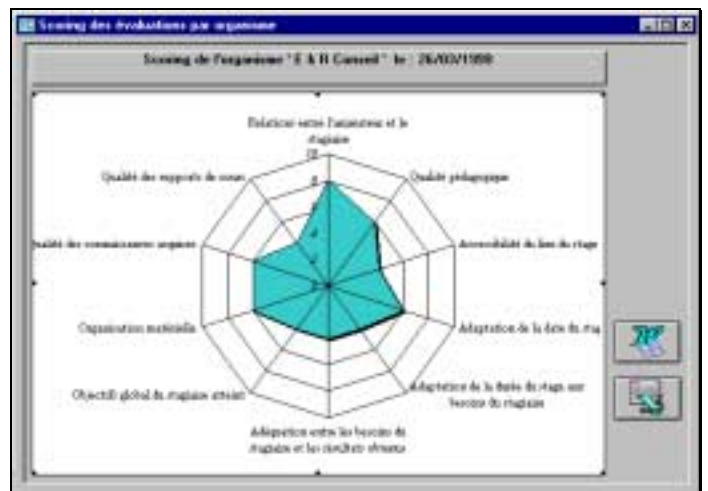 Scoring des évaluations par organisme
Scoring de l'organisme " E & R Conseil " le : 26/03/1998
Relations entre l'animateur et le
stagiaire
10
8
Qualité des supports de cours
Qualité pédagogique
Qualité des connaissances acquises
Accessibilité du lieu du stage
Organisation matérielle
Adaptation de la date du stag
Objectif global du stagiaire atteint
Adaptation de la durée du stage aux
besoins du stagiaire
Adéquation entre les besoins du
stagiaire et les résultats obtenus